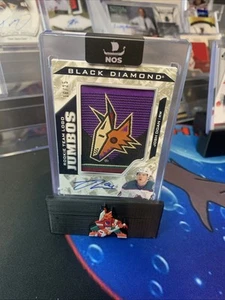 NOS
BLACK DIAMOND
ROOKIE TEAM LOGO
JUMBOS